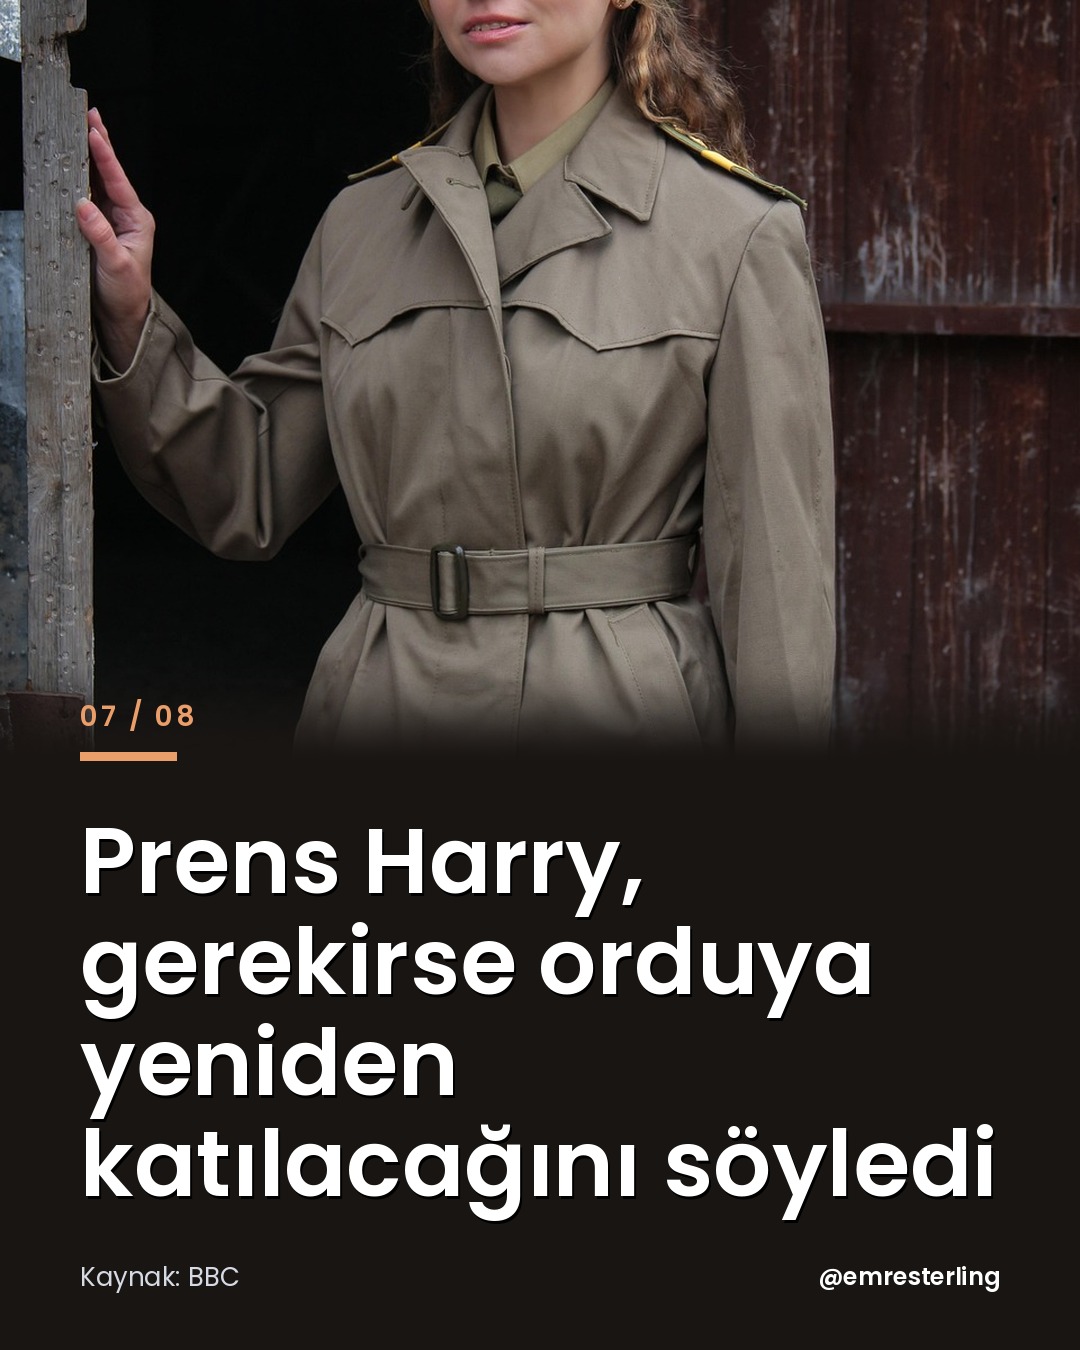 07 / 08
Prens Harry,
gerekirse orduya
yeniden
katılacağını söyledi
Kaynak: BBC
@emresterling